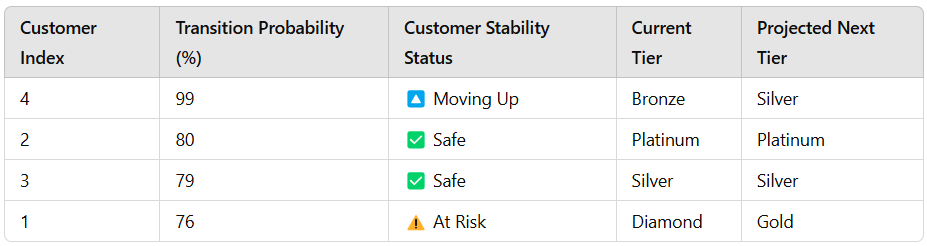 Customer Index Transition Probability (%) Customer Stability Status Current Tier Projected Next Tier
4 99 🔼 Moving Up Bronze Silver
2 80 ✅ Safe Platinum Platinum
3 79 ✅ Safe Silver Silver
1 76 ⚠️ At Risk Diamond Gold